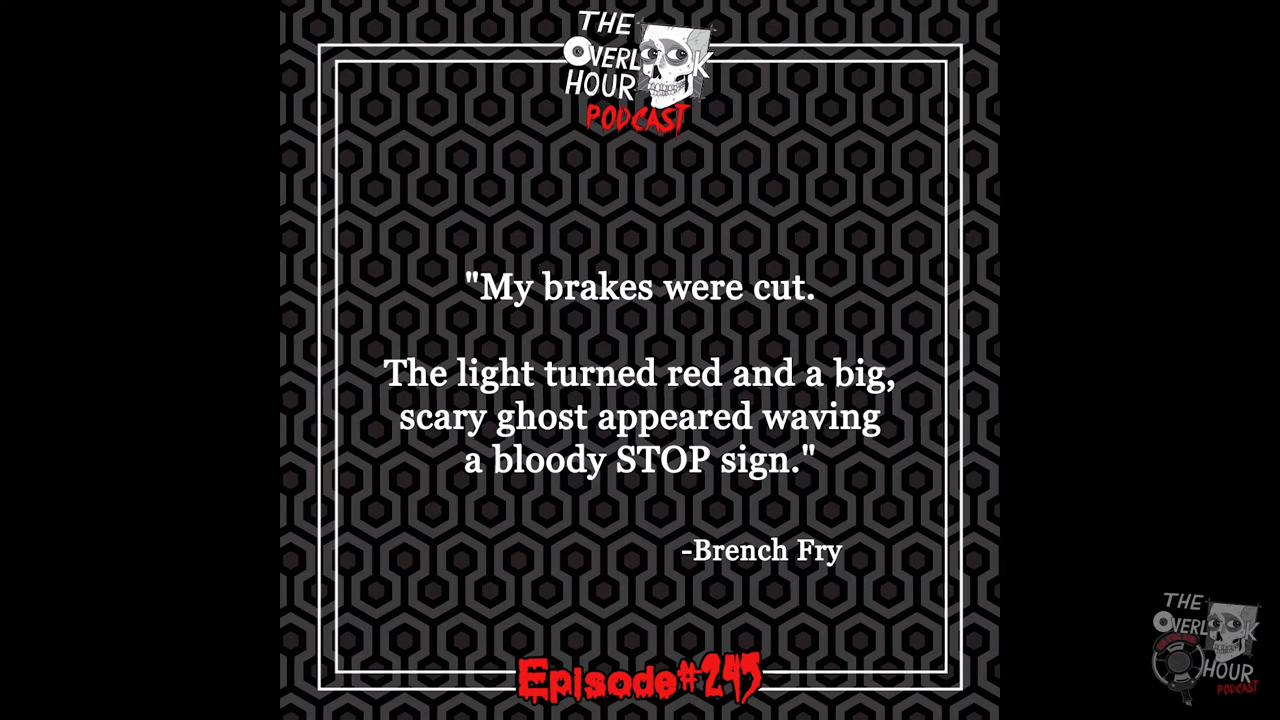 THE
OVERLOOK
HOUR
PODCAST
"My brakes were cut.
The light turned red and a big,
scary ghost appeared waving
a bloody STOP sign."
-Brench Fry
Episode#245
THE
OVERLOOK
HOUR
PODCAST